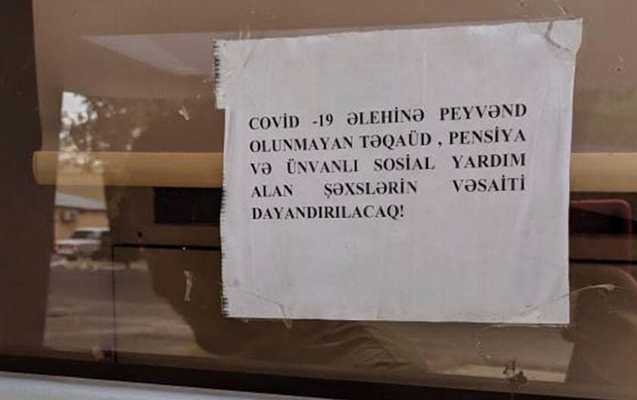 COVİD -19 ƏLEHİNƏ PEYVƏND
OLUNMAYAN TƏQAÜD , PENSİYA
VƏ ÜNVANLI SOSİAL YARDIM
ALAN ŞƏXSLƏRİN VƏSAİTİ
DAYANDIRILACAQ!